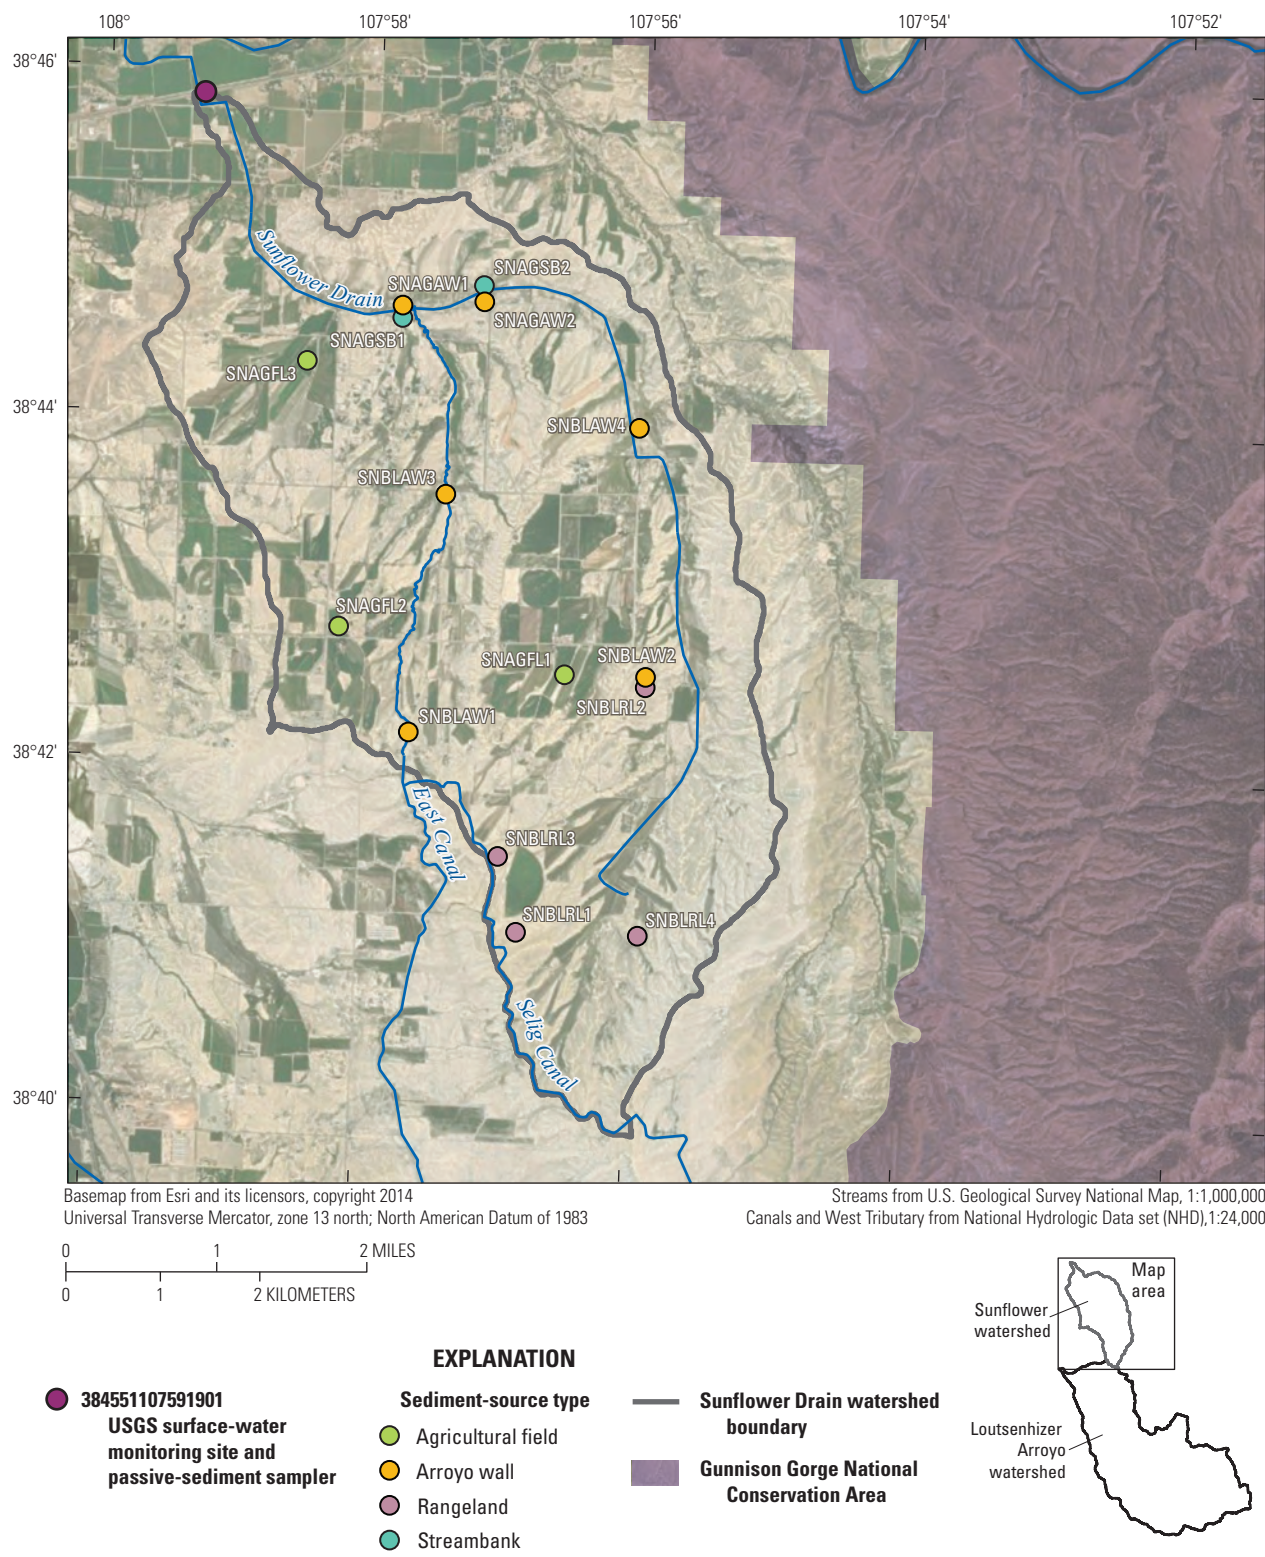 108°
107°58'
107°56'
107°54'
107°52'
38°46'
38°44'
38°42'
38°40'
Sunflower Drain
SNAGAW1
SNAGSB2
SNAGAW2
SNAGSB1
SNAGFL3
SNBLAW4
SNBLAW3
SNAGFL2
SNAGFL1
SNBLAW2
SNBLRL2
SNBLAW1
East Canal
SNBLRL3
SNBLRL1
SNBLRL4
Selig Canal
Basemap from Esri and its licensors, copyright 2014
Universal Transverse Mercator, zone 13 north; North American Datum of 1983
Streams from U.S. Geological Survey National Map, 1:1,000,000
Canals and West Tributary from National Hydrologic Data set (NHD),1:24,000
0 1 2 MILES
0 1 2 KILOMETERS
Map
area
Sunflower
watershed
Loutsenhizer
Arroyo
watershed
EXPLANATION
384551107591901
USGS surface-water
monitoring site and
passive-sediment sampler
Sediment-source type
Agricultural field
Arroyo wall
Rangeland
Streambank
Sunflower Drain watershed
boundary
Gunnison Gorge National
Conservation Area